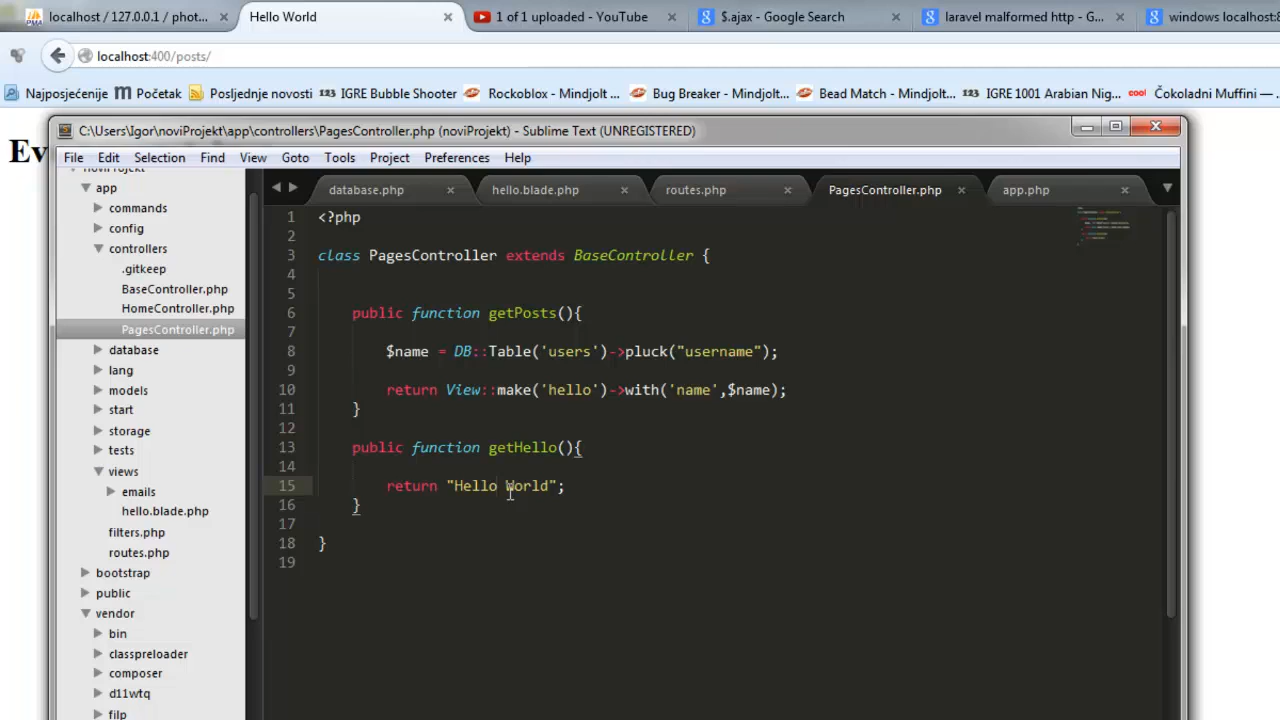 localhost / 127.0.0.1 / phot...
Hello World
1 of 1 uploaded - YouTube
$.ajax - Google Search
laravel malformed http - G...
windows localhost:8
localhost:400/posts/
Najposjećenije
Početak
Posljednje novosti
123 IGRE Bubble Shooter
Rockoblox - Mindjolt ...
Bug Breaker - Mindjolt...
Bead Match - Mindjolt...
123 IGRE 1001 Arabian Nig...
cool Čokoladni Muffini — ...
Ev
C:\Users\Igor\noviProjekt\app\controllers\PagesController.php (noviProjekt) - Sublime Text (UNREGISTERED)
File Edit Selection Find View Goto Tools Project Preferences Help
noviProjekt
app
commands
config
controllers
.gitkeep
BaseController.php
HomeController.php
PagesController.php
database
lang
models
start
storage
tests
views
emails
hello.blade.php
filters.php
routes.php
bootstrap
public
vendor
bin
classpreloader
composer
d11wtq
filp
database.php
hello.blade.php
routes.php
PagesController.php
app.php
1 <?php
2
3 class PagesController extends BaseController {
4
5
6 public function getPosts(){
7
8 $name = DB::Table('users')->pluck("username");
9
10 return View::make('hello')->with('name',$name);
11 }
12
13 public function getHello(){
14
15 return "Hello World";
16 }
17
18 }
19